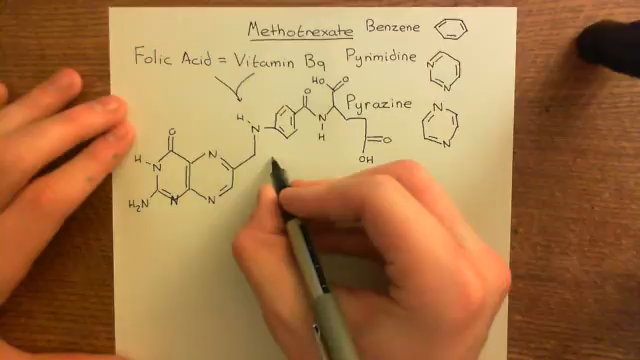 Methotrexate Benzene
Folic Acid = Vitamin B9 Pyrimidine
Pyrazine
HO O
O
H N
N H
O OH
O
H N
N
H2N N N
N
N
N
N